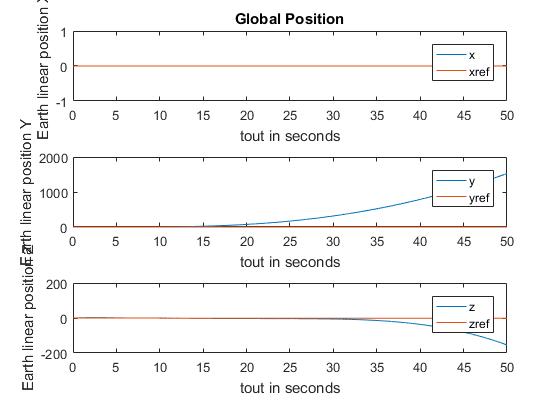 Global Position
Earth linear position X
1
0
-1
x
xref
0 5 10 15 20 25 30 35 40 45 50
tout in seconds
Earth linear position Y
2000
1000
0
y
yref
0 5 10 15 20 25 30 35 40 45 50
tout in seconds
Earth linear position Z
200
0
-200
z
zref
0 5 10 15 20 25 30 35 40 45 50
tout in seconds